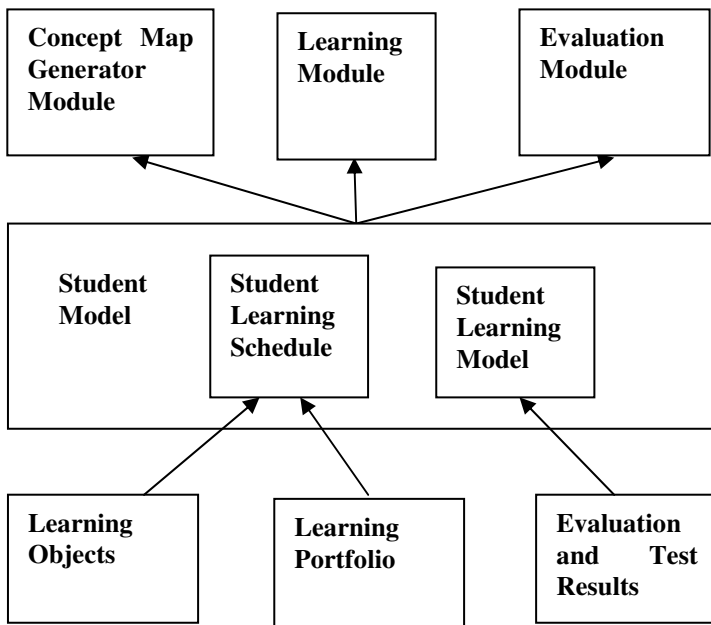 Concept Map
Generator
Module
Learning
Module
Evaluation
Module
Student
Model
Student
Learning
Schedule
Student
Learning
Model
Learning
Objects
Learning
Portfolio
Evaluation
and Test
Results